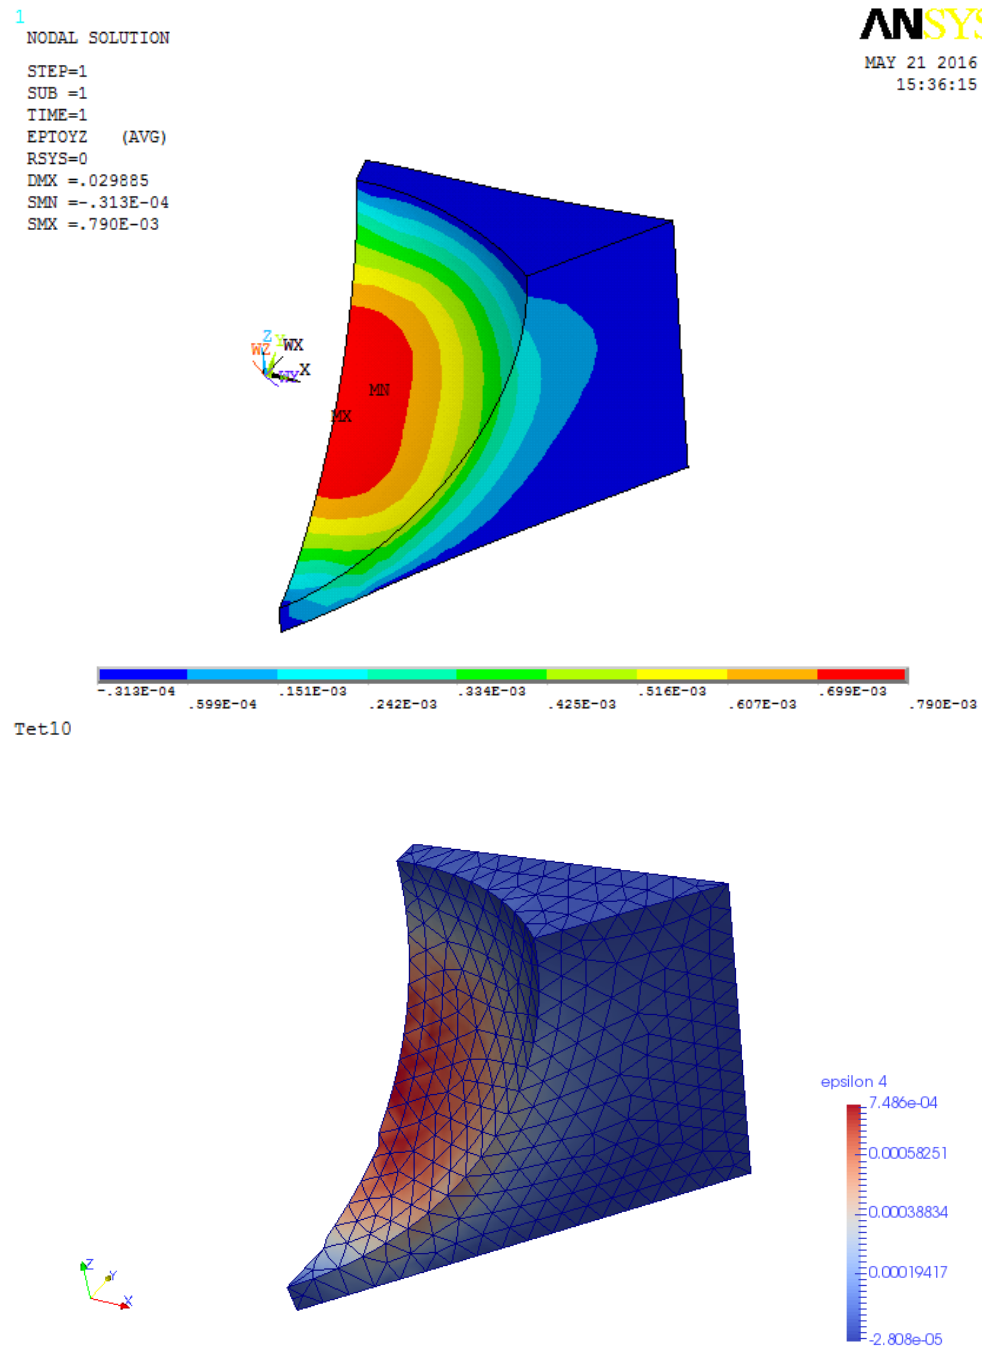 1
NODAL SOLUTION
STEP=1
SUB =1
TIME=1
EPTOYZ (AVG)
RSYS=0
DMX =.029885
SMN =-.313E-04
SMX =.790E-03
ANSYS
MAY 21 2016
15:36:15
Z Y WX
WZ
WY X
MN
MX
-.313E-04 .151E-03 .334E-03 .516E-03 .699E-03
.599E-04 .242E-03 .425E-03 .607E-03 .790E-03
Tet10
epsilon 4
7.486e-04
0.00058251
0.00038834
0.00019417
-2.808e-05
Z
Y
X